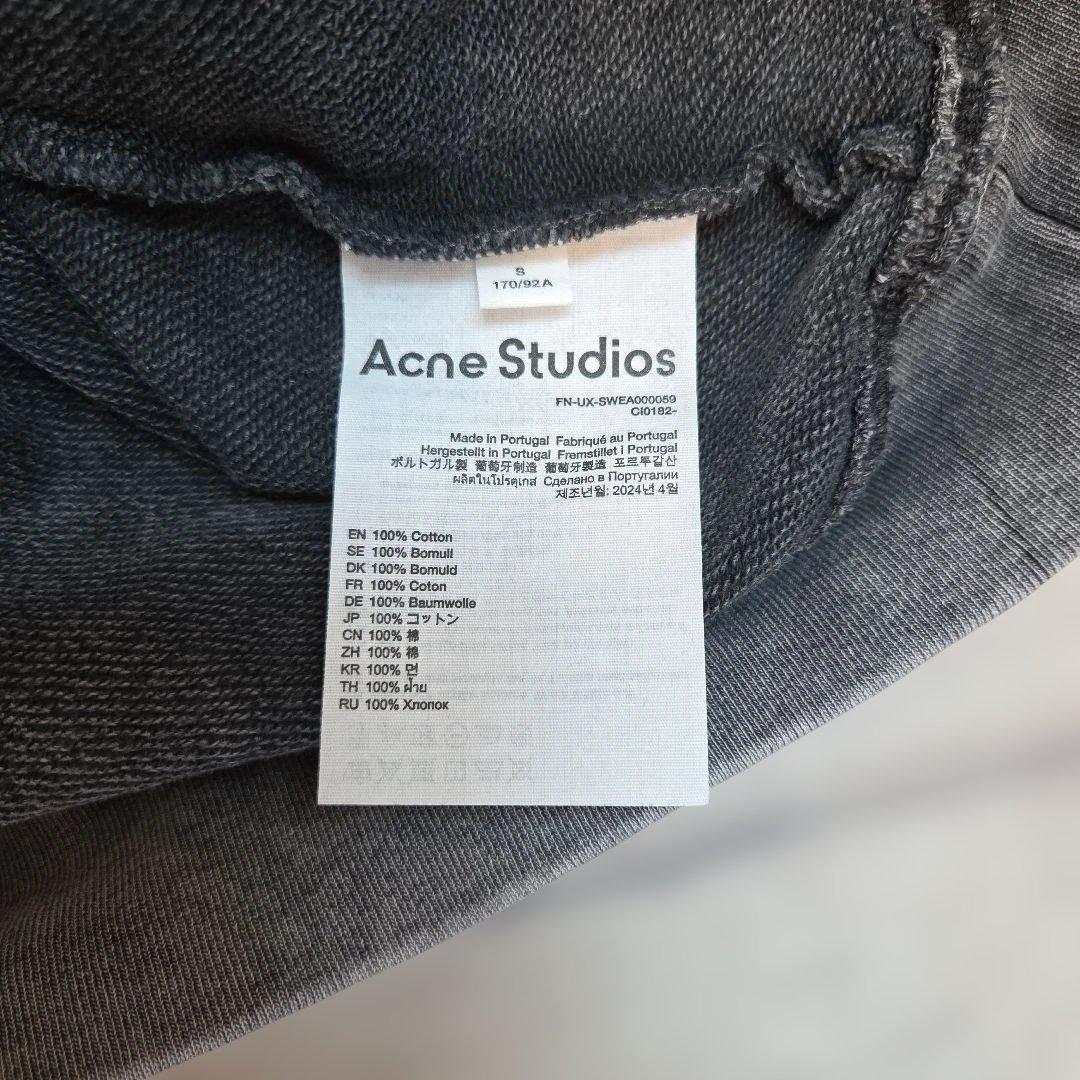 S
170/92A
Acne Studios
FN-UX-SWEA000059
CI0182-
Made in Portugal Fabriqué au Portugal
Hergestellt in Portugal Fremstillet i Portugal
ポルトガル製 葡萄牙制造 葡萄牙製造 포르투갈산
ผลิตในโปรตุเกส Сделано в Португалии
제조년월: 2024년 4월
EN 100% Cotton
SE 100% Bomull
DK 100% Bomuld
FR 100% Coton
DE 100% Baumwolle
JP 100% コットン
CN 100% 棉
ZH 100% 棉
KR 100% 면
TH 100% ฝ้าย
RU 100% Хлопок